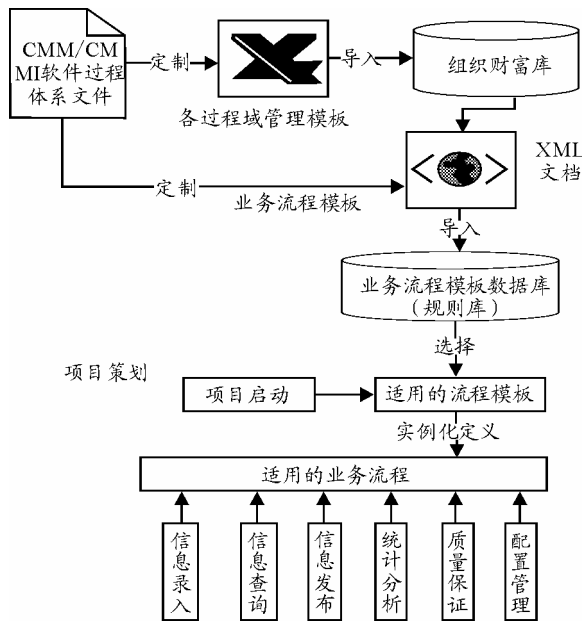 CMM/CM
MI软件过程
体系文件
定制
导入
组织财富库
各过程域管理模板
XML
文档
定制
业务流程模板
导入
业务流程模板数据库
(规则库)
选择
项目策划
项目启动
适用的流程模板
实例化定义
适用的业务流程
信息录入
信息查询
信息发布
统计分析
质量保证
配置管理